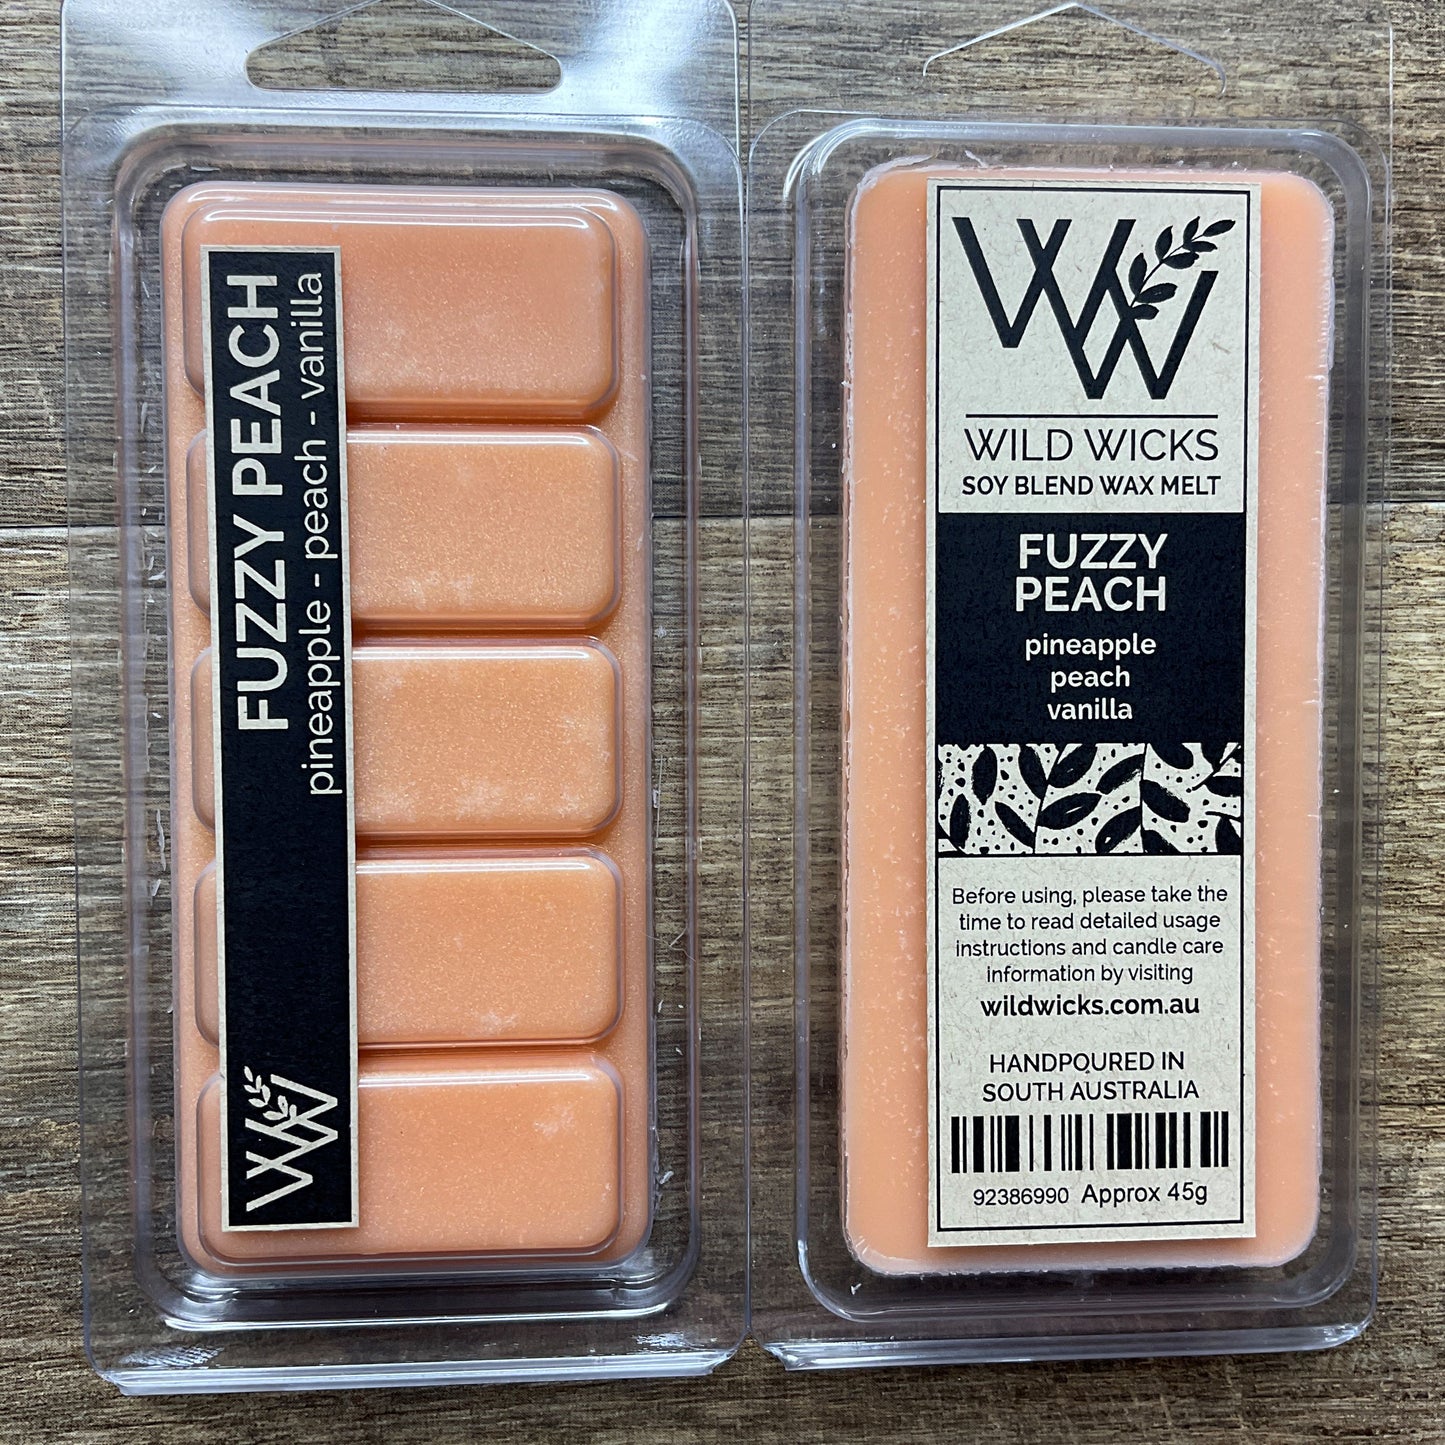 FUZZY PEACH
pineapple - peach - vanilla
WW
WW
WILD WICKS
SOY BLEND WAX MELT
FUZZY
PEACH
pineapple
peach
vanilla
Before using, please take the
time to read detailed usage
instructions and candle care
information by visiting
wildwicks.com.au
HANDPOURED IN
SOUTH AUSTRALIA
92386990 Approx 45g